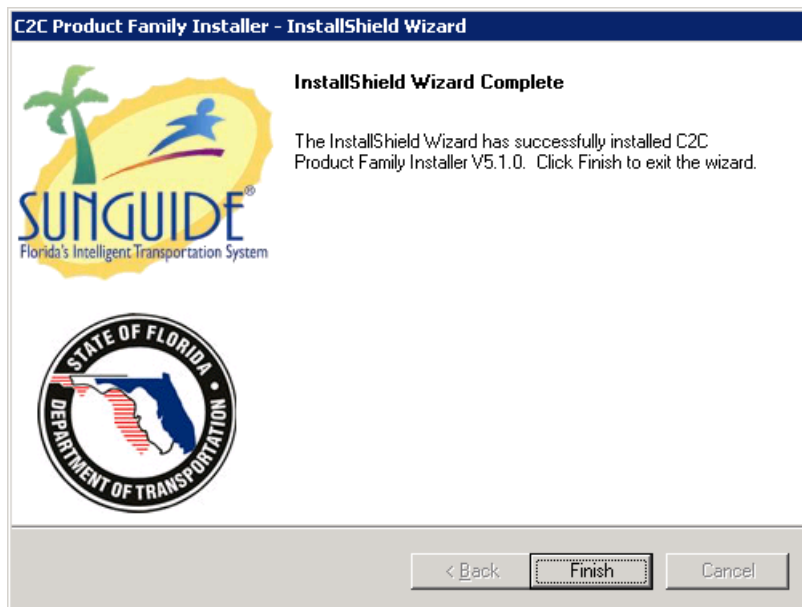 C2C Product Family Installer - InstallShield Wizard
InstallShield Wizard Complete
The InstallShield Wizard has successfully installed C2C
Product Family Installer V5.1.0. Click Finish to exit the wizard.
SUNGUIDE®
Florida's Intelligent Transportation System
STATE OF FLORIDA
DEPARTMENT OF TRANSPORTATION
< Back
Finish
Cancel